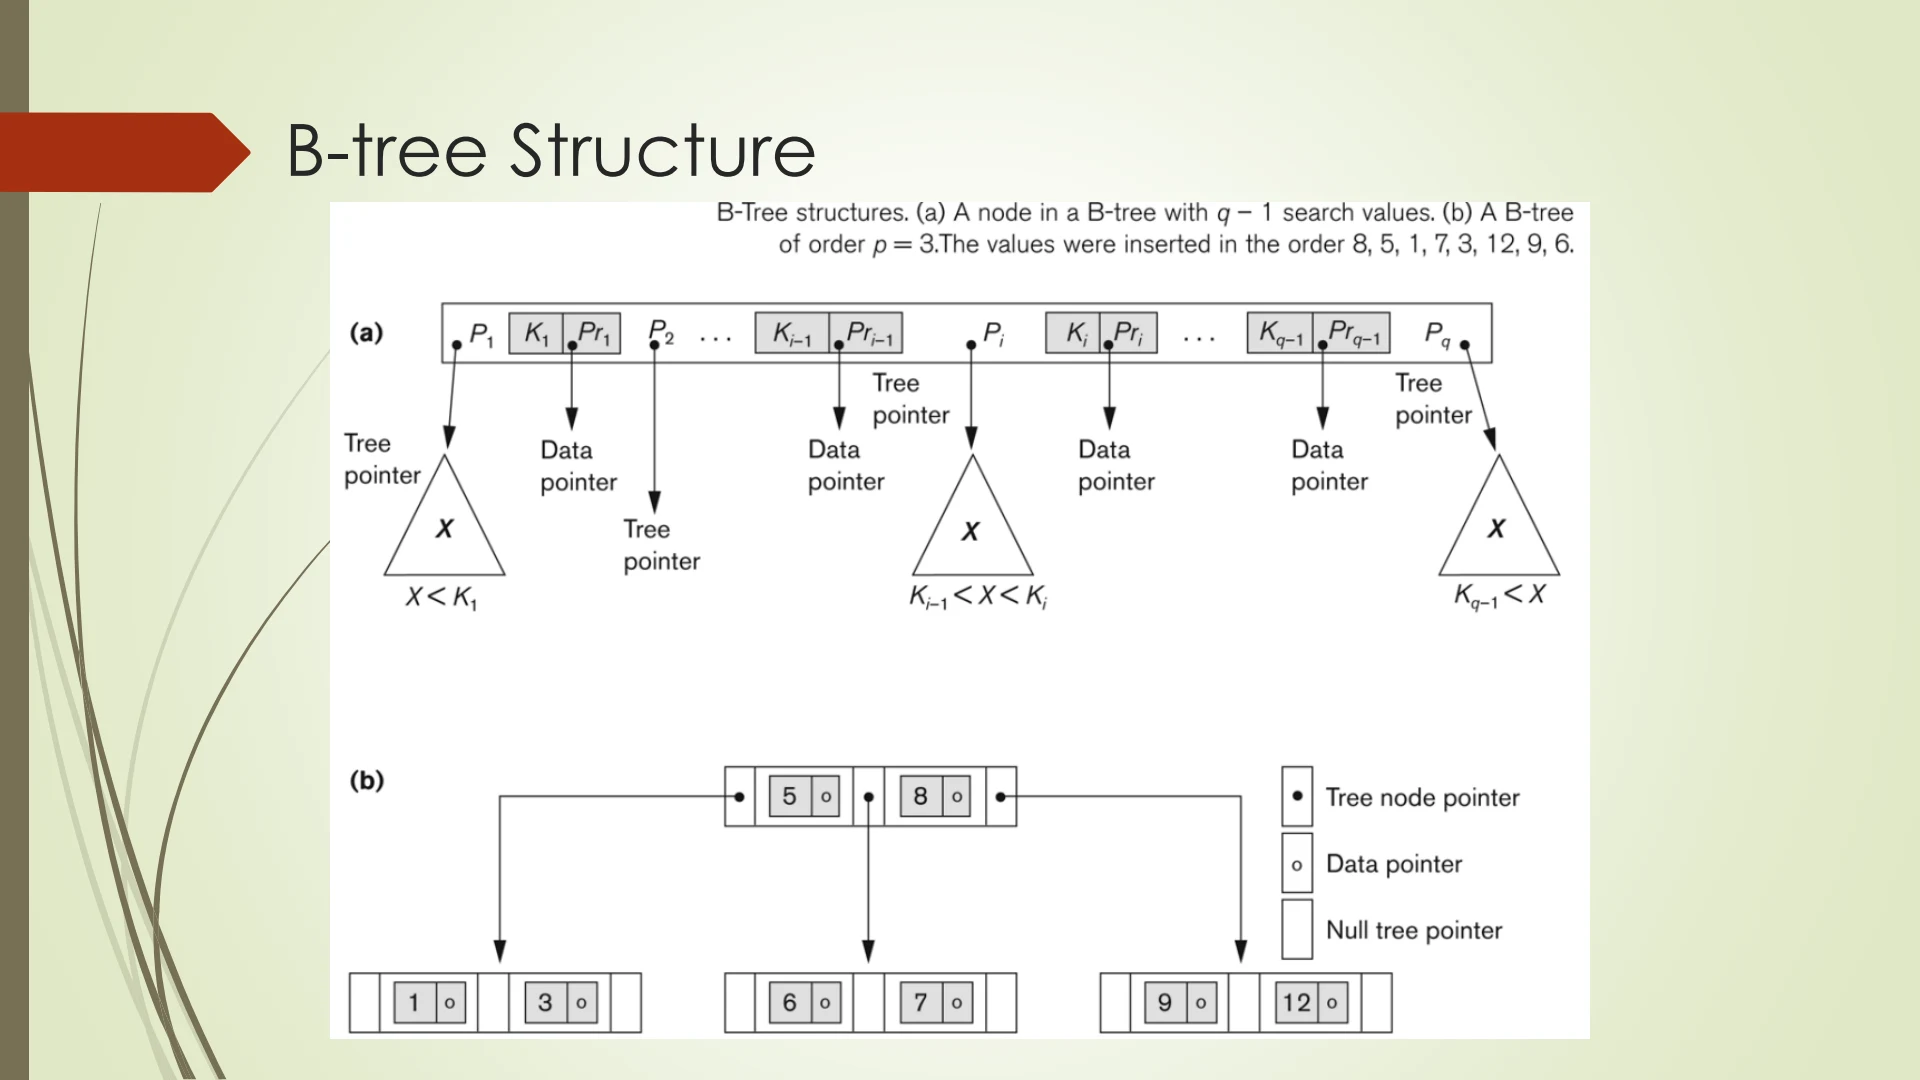 B-tree Structure
B-Tree structures. (a) A node in a B-tree with q − 1 search values. (b) A B-tree
of order p = 3.The values were inserted in the order 8, 5, 1, 7, 3, 12, 9, 6.
(a) P1 K1 Pr1 P2 . . . Ki–1 Pri–1 Pi Ki Pri . . . Kq–1 Prq–1 Pq
Tree
pointer
Data
pointer
Tree
pointer
Data
pointer
Tree
pointer
Data
pointer
Data
pointer
Tree
pointer
X X X
X < K1 Ki–1 < X < Ki Kq–1 < X
(b)
5 o 8 o
Tree node pointer
o Data pointer
Null tree pointer
1 o 3 o 6 o 7 o 9 o 12 o